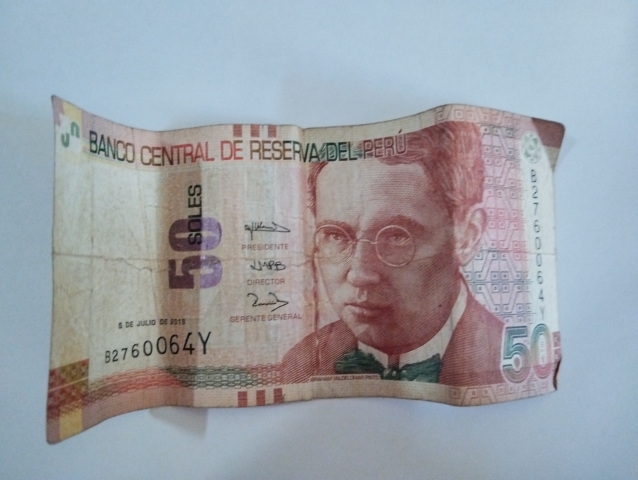 BANCO CENTRAL DE RESERVA DEL PERÚ
50
SOLES
PRESIDENTE
DIRECTOR
GERENTE GENERAL
B2760064Y
B2760064Y
50